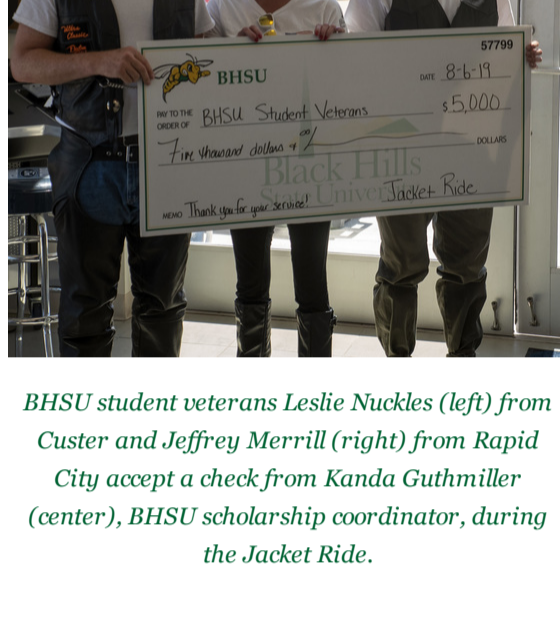 57799
BHSU
DATE 8-6-19
PAY TO THE
ORDER OF BHSU Student Veterans $5,000
Five thousand dollars + DOLLARS
Black Hills
State University
Jacket Ride
MEMO Thank you for your service!
BHSU student veterans Leslie Nuckles (left) from
Custer and Jeffrey Merrill (right) from Rapid
City accept a check from Kanda Guthmiller
(center), BHSU scholarship coordinator, during
the Jacket Ride.